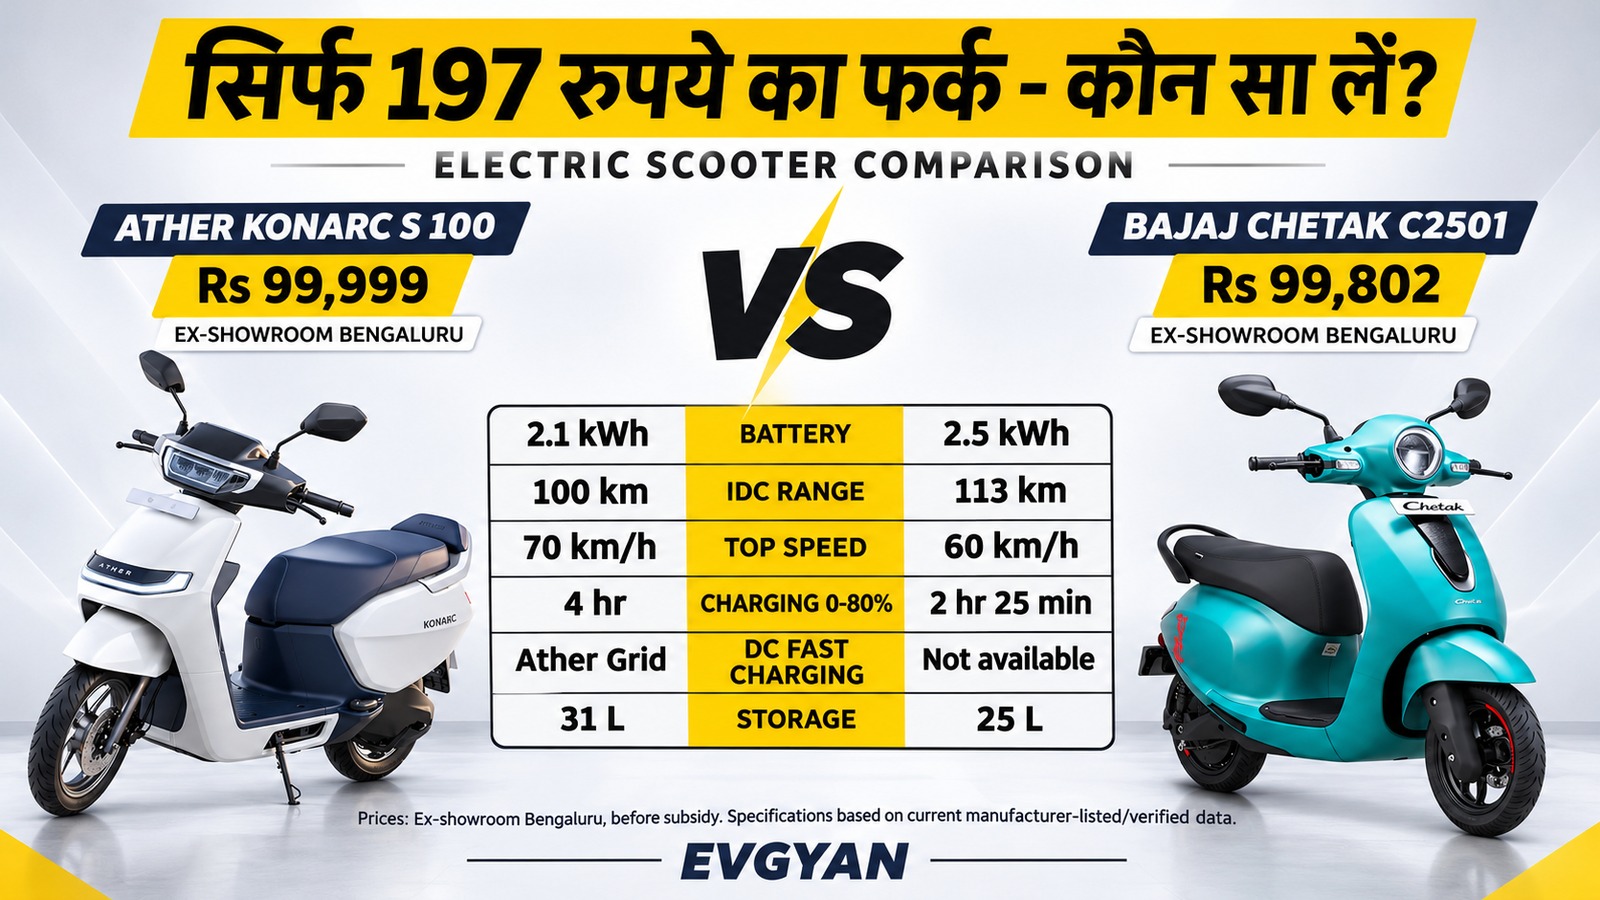 सिर्फ 197 रुपये का फर्क - कौन सा लें?
ELECTRIC SCOOTER COMPARISON
ATHER KONARC S 100
Rs 99,999
EX-SHOWROOM BENGALURU
VS
BAJAJ CHETAK C2501
Rs 99,802
EX-SHOWROOM BENGALURU
2.1 kWh BATTERY 2.5 kWh
100 km IDC RANGE 113 km
70 km/h TOP SPEED 60 km/h
4 hr CHARGING 0-80% 2 hr 25 min
Ather Grid DC FAST CHARGING Not available
31 L STORAGE 25 L
ATHER
KONARC
Chetak
Prices: Ex-showroom Bengaluru, before subsidy. Specifications based on current manufacturer-listed/verified data.
EVGYAN